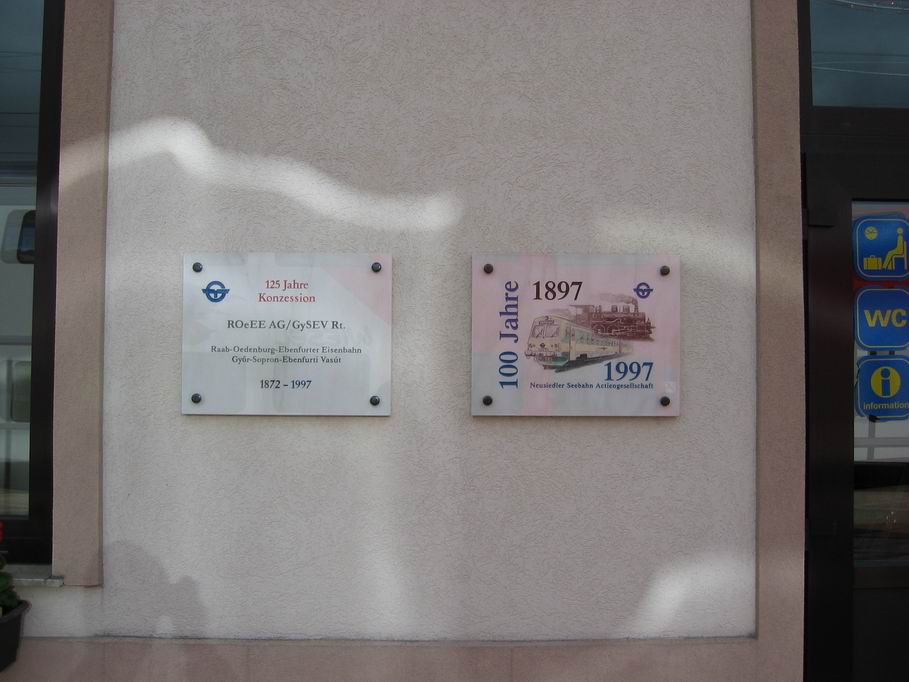 125 Jahre
Konzession
ROeEE AG/GySEV Rt.
Raab-Oedenburg-Ebenfurter Eisenbahn
Győr-Sopron-Ebenfurti Vasút
1872 – 1997
100 Jahre
1897
1997
Neusiedler Seebahn Actiengesellschaft
WC
i
information